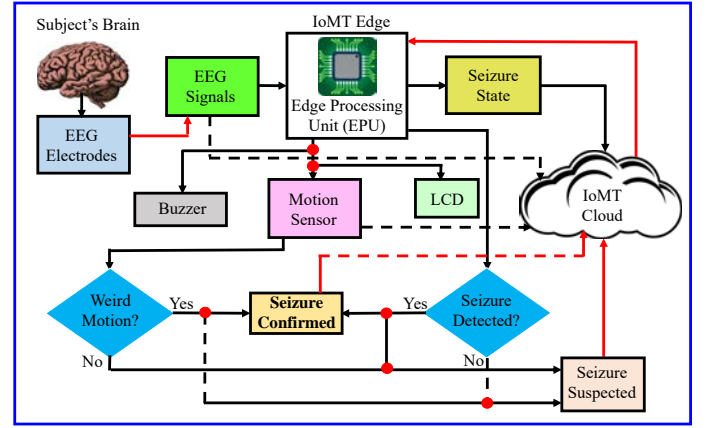 Subject's Brain
IoMT Edge
EEG
Signals
Edge Processing
Unit (EPU)
Seizure
State
EEG
Electrodes
Buzzer
Motion
Sensor
LCD
IoMT
Cloud
Weird
Motion?
Yes
Seizure
Confirmed
Yes
Seizure
Detected?
No
No
Seizure
Suspected